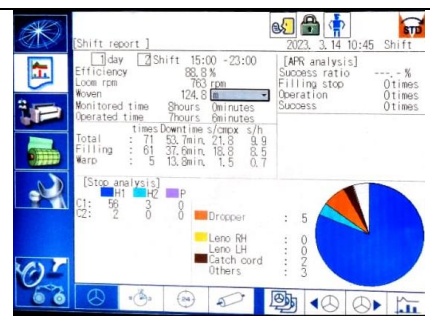 STD
[Shift report ] 2023. 3.14 10:45 Shift
1 day 2 Shift 15:00 -23:00
Efficiency 88.8 %
Loom rpm 763 rpm
Woven 124.8 m
Monitored time 8hours 0minutes
Operated time 7hours 6minutes
times Downtime s/cmpx s/h
Total : 71 53.7min. 21.8 9.9
Filling : 61 37.6min. 18.8 8.5
Warp : 5 13.8min. 1.5 0.7
[APR analysis]
Success ratio ---.- %
Filling stop 0times
Operation 0times
Success 0times
[Stop analysis]
H1 H2 P
C1: 56 3 0
C2: 2 0 0
Dropper : 5
Leno RH : 0
Leno LH : 0
Catch cord : 2
Others : 3
24